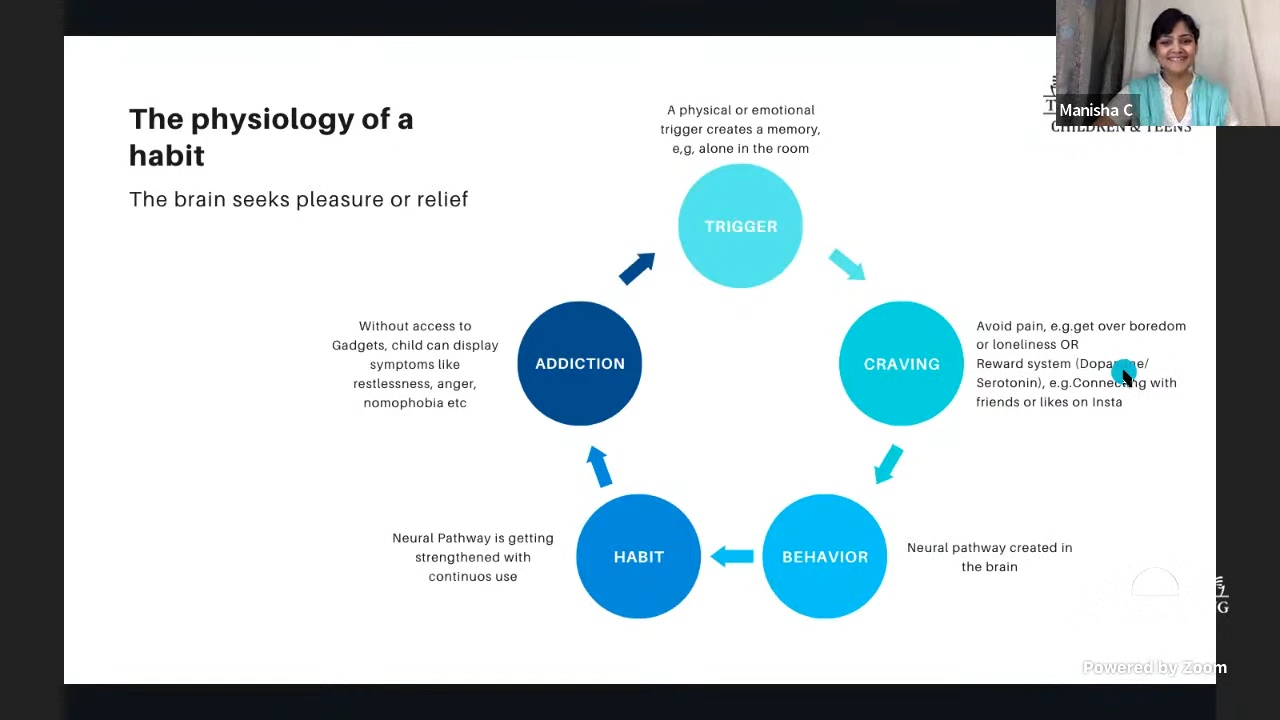 The physiology of a
habit
The brain seeks pleasure or relief
A physical or emotional
trigger creates a memory,
e,g, alone in the room
TRIGGER
CRAVING
Avoid pain, e.g.get over boredom
or loneliness OR
Reward system (Dopamine/
Serotonin), e.g.Connecting with
friends or likes on Insta
BEHAVIOR
Neural pathway created in
the brain
HABIT
Neural Pathway is getting
strengthened with
continuos use
ADDICTION
Without access to
Gadgets, child can display
symptoms like
restlessness, anger,
nomophobia etc
Manisha C
CHILDREN & TEENS
Powered by Zoom